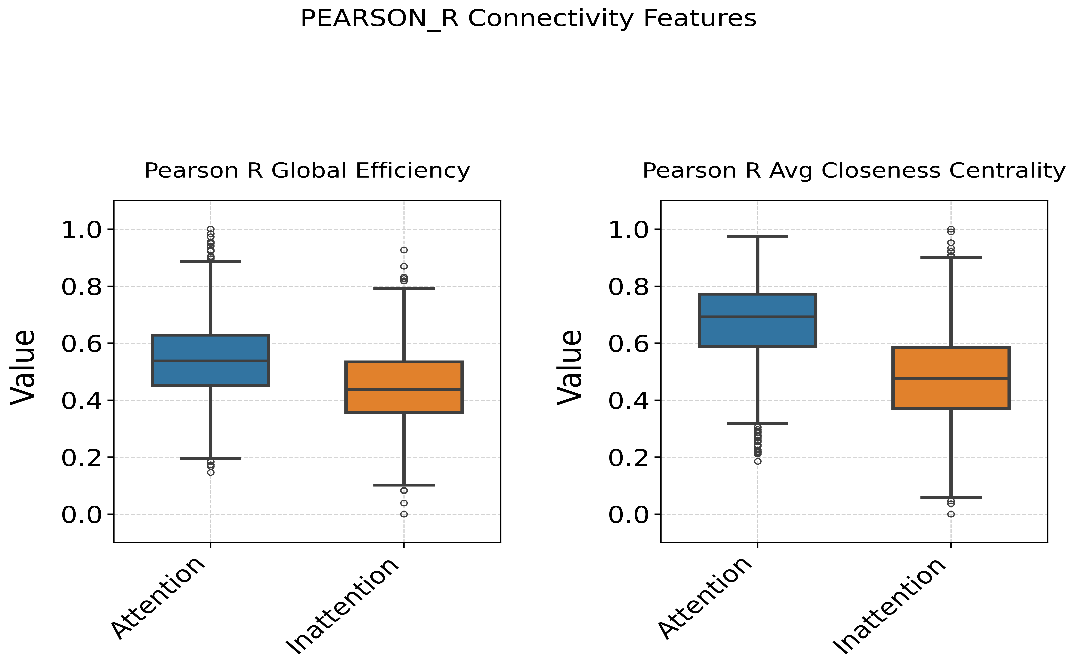 PEARSON_R Connectivity Features
Pearson R Global Efficiency
Value
1.0
0.8
0.6
0.4
0.2
0.0
Attention
Inattention
Pearson R Avg Closeness Centrality
Value
1.0
0.8
0.6
0.4
0.2
0.0
Attention
Inattention